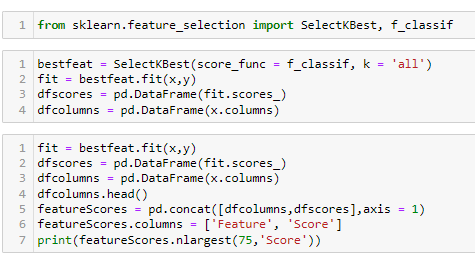 1 from sklearn.feature_selection import SelectKBest, f_classif
1 bestfeat = SelectKBest(score_func = f_classif, k = 'all')
2 fit = bestfeat.fit(x,y)
3 dfscores = pd.DataFrame(fit.scores_)
4 dfcolumns = pd.DataFrame(x.columns)
1 fit = bestfeat.fit(x,y)
2 dfscores = pd.DataFrame(fit.scores_)
3 dfcolumns = pd.DataFrame(x.columns)
4 dfcolumns.head()
5 featureScores = pd.concat([dfcolumns,dfscores],axis = 1)
6 featureScores.columns = ['Feature', 'Score']
7 print(featureScores.nlargest(75,'Score'))